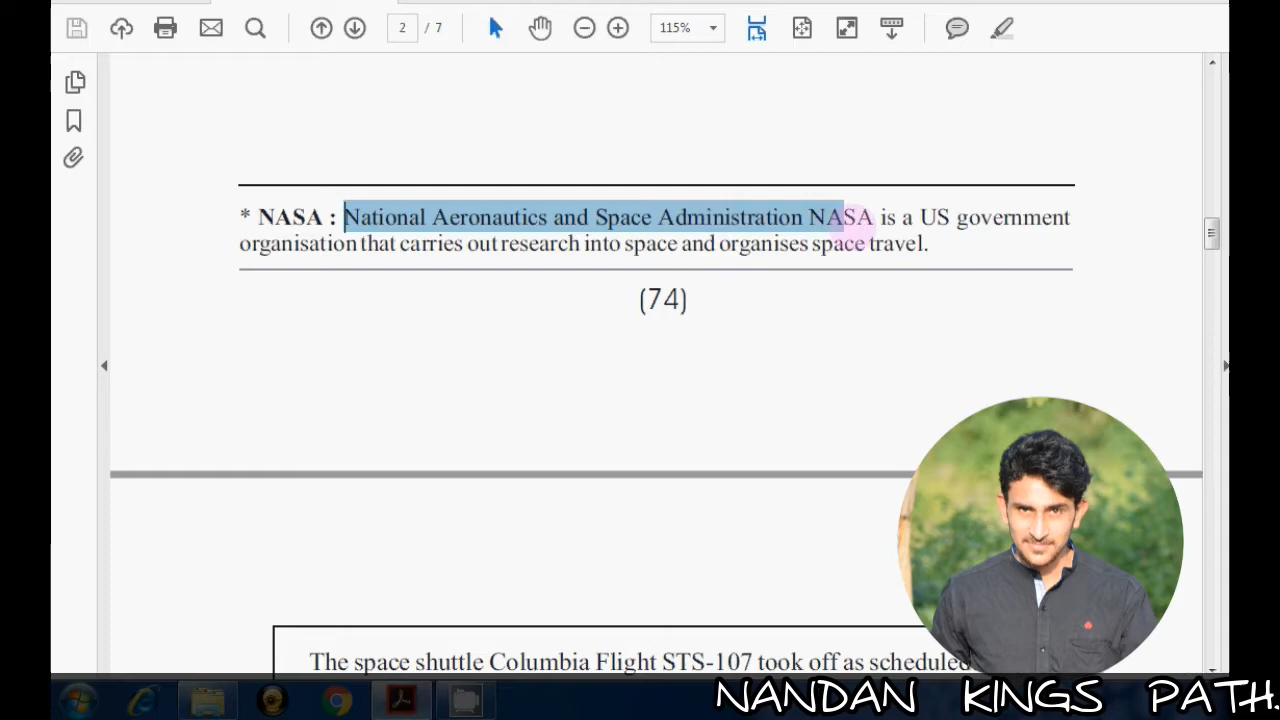 2 / 7
115%
* NASA : National Aeronautics and Space Administration NASA is a US government
organisation that carries out research into space and organises space travel.
(74)
The space shuttle Columbia Flight STS-107 took off as scheduled
NANDAN KINGS PATH.